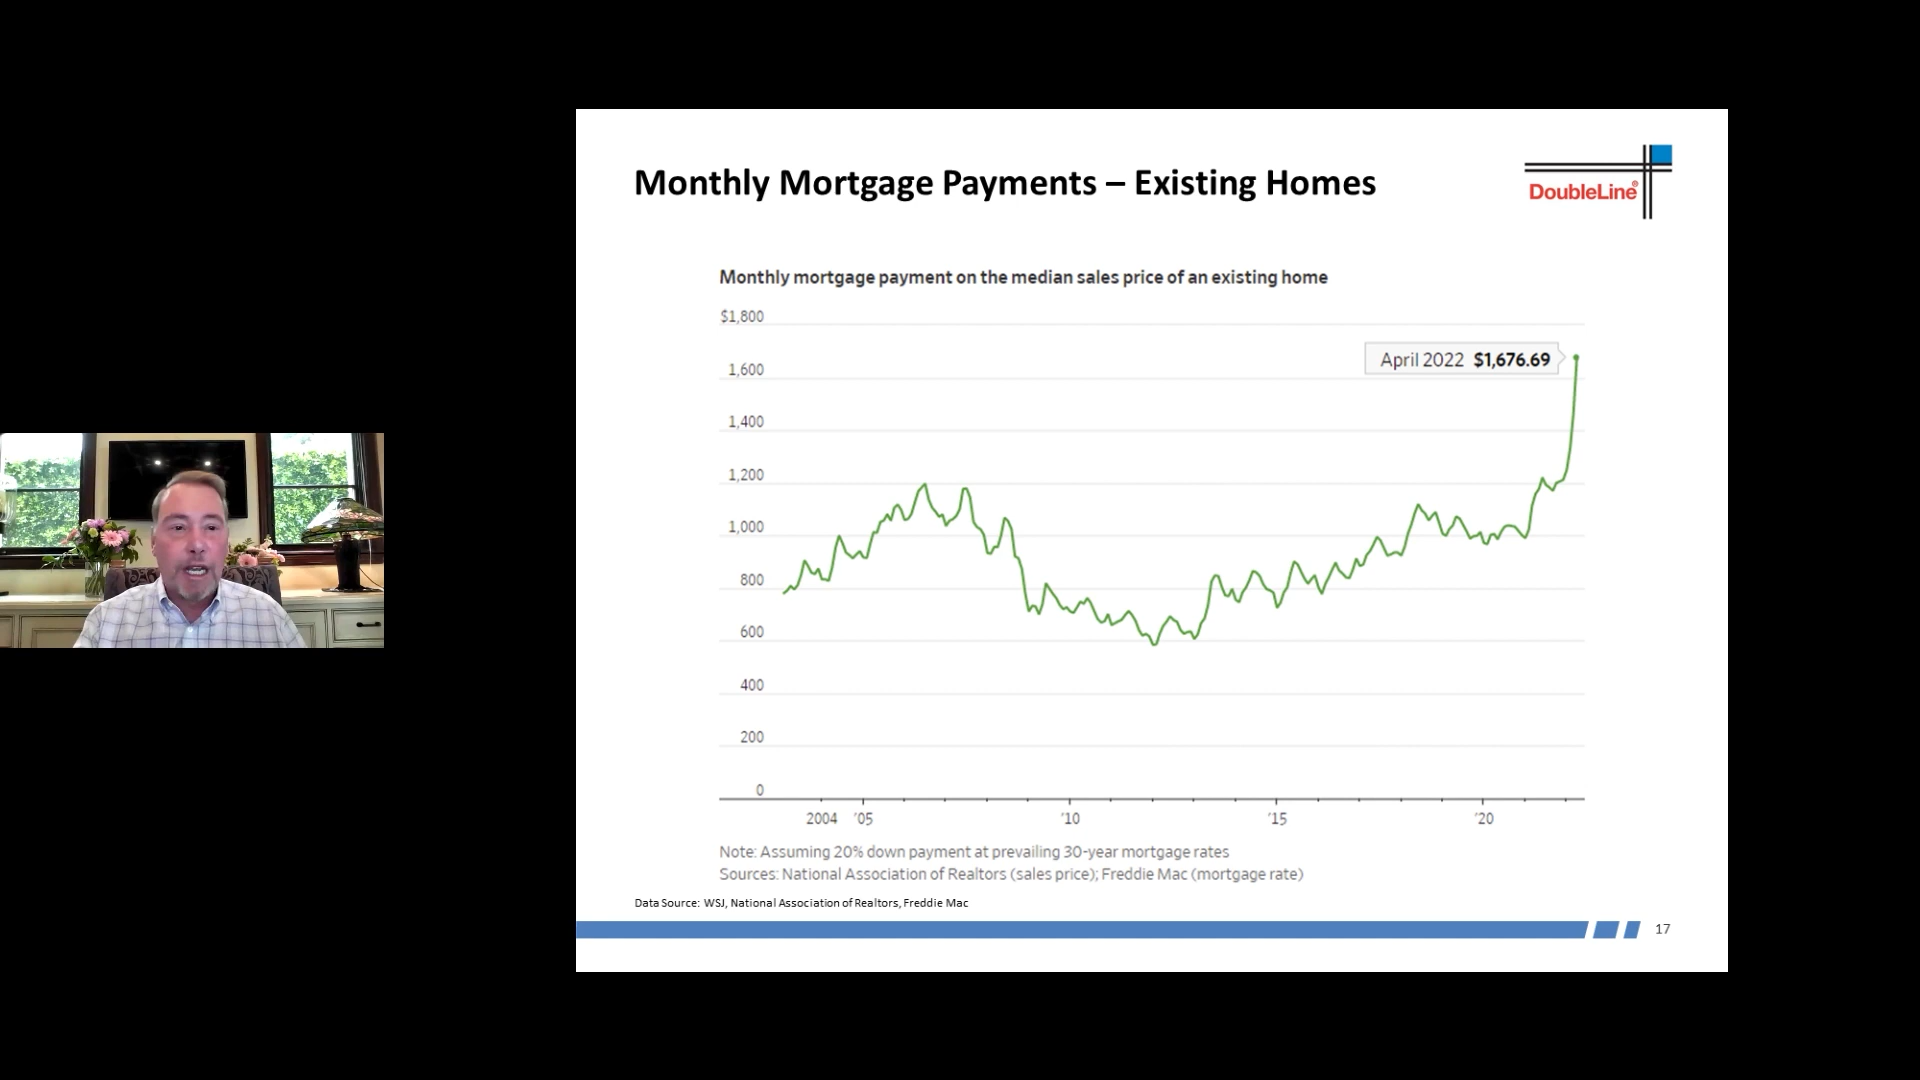 Monthly Mortgage Payments – Existing Homes
DoubleLine®
Monthly mortgage payment on the median sales price of an existing home
$1,800
1,600
1,400
1,200
1,000
800
600
400
200
0
April 2022 $1,676.69
2004 '05 '10 '15 '20
Note: Assuming 20% down payment at prevailing 30-year mortgage rates
Sources: National Association of Realtors (sales price); Freddie Mac (mortgage rate)
Data Source: WSJ, National Association of Realtors, Freddie Mac
17